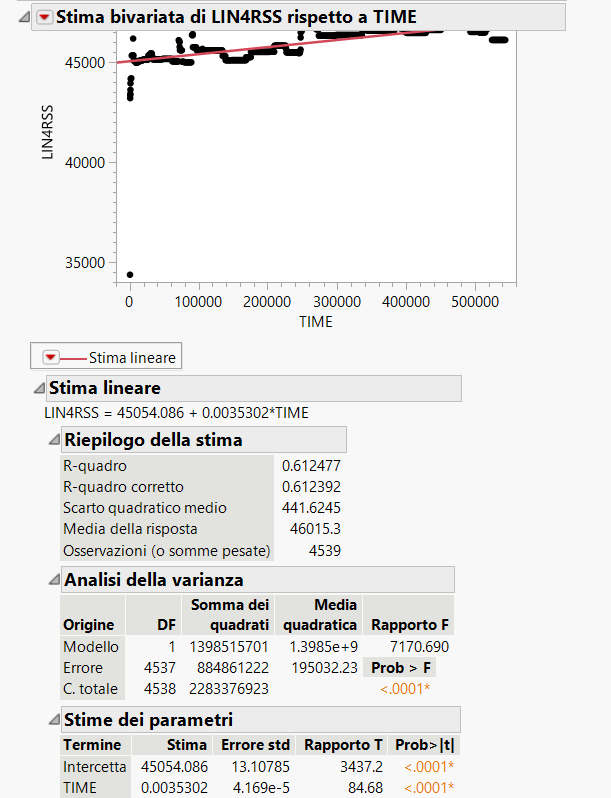 Stima bivariata di LIN4RSS rispetto a TIME
45000
40000
35000
LIN4RSS
0 100000 200000 300000 400000 500000
TIME
Stima lineare
Stima lineare
LIN4RSS = 45054.086 + 0.0035302*TIME
Riepilogo della stima
R-quadro 0.612477
R-quadro corretto 0.612392
Scarto quadratico medio 441.6245
Media della risposta 46015.3
Osservazioni (o somme pesate) 4539
Analisi della varianza
Somma dei Media
Origine DF quadrati quadratica Rapporto F
Modello 1 1398515701 1.3985e+9 7170.690
Errore 4537 884861222 195032.23 Prob > F
C. totale 4538 2283376923 <.0001*
Stime dei parametri
Termine Stima Errore std Rapporto T Prob>|t|
Intercetta 45054.086 13.10785 3437.2 <.0001*
TIME 0.0035302 4.169e-5 84.68 <.0001*